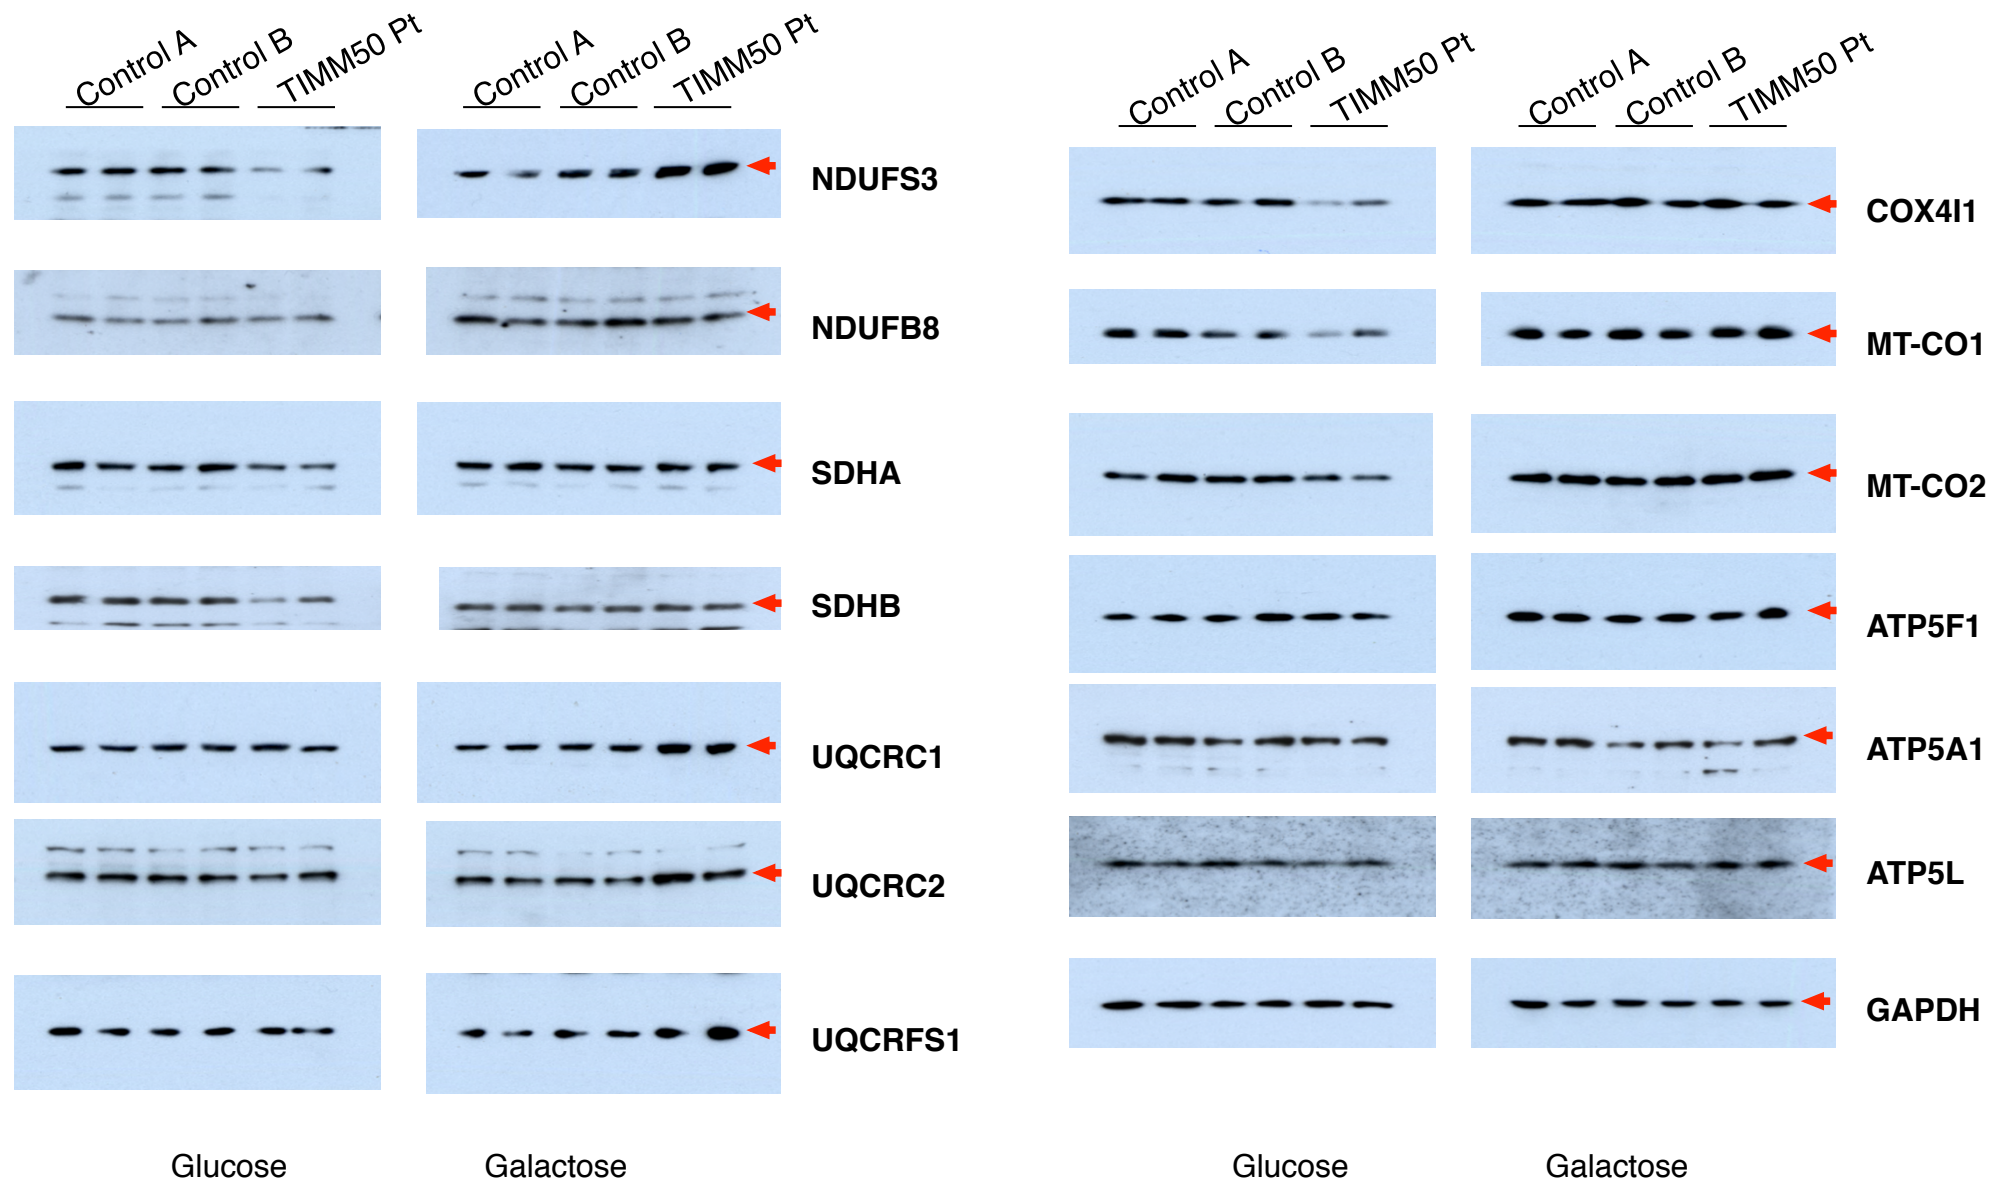 Control A
Control B
TIMM50 Pt
Control A
Control B
TIMM50 Pt
NDUFS3
NDUFB8
SDHA
SDHB
UQCRC1
UQCRC2
UQCRFS1
Glucose
Galactose
Control A
Control B
TIMM50 Pt
Control A
Control B
TIMM50 Pt
COX4I1
MT-CO1
MT-CO2
ATP5F1
ATP5A1
ATP5L
GAPDH
Glucose
Galactose